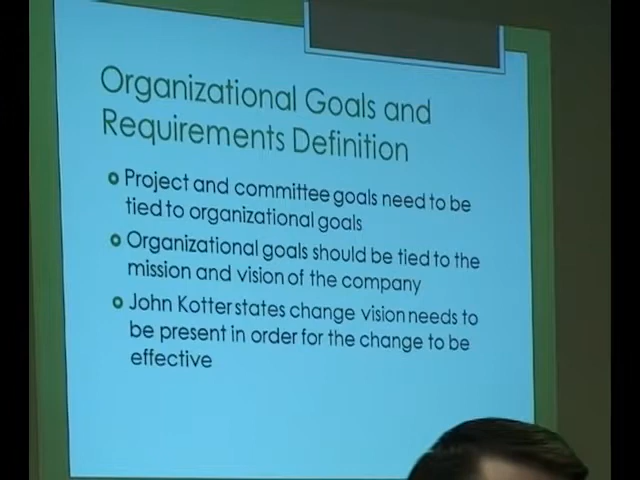 Organizational Goals and
Requirements Definition
Project and committee goals need to be
tied to organizational goals
Organizational goals should be tied to the
mission and vision of the company
John Kotter states change vision needs to
be present in order for the change to be
effective